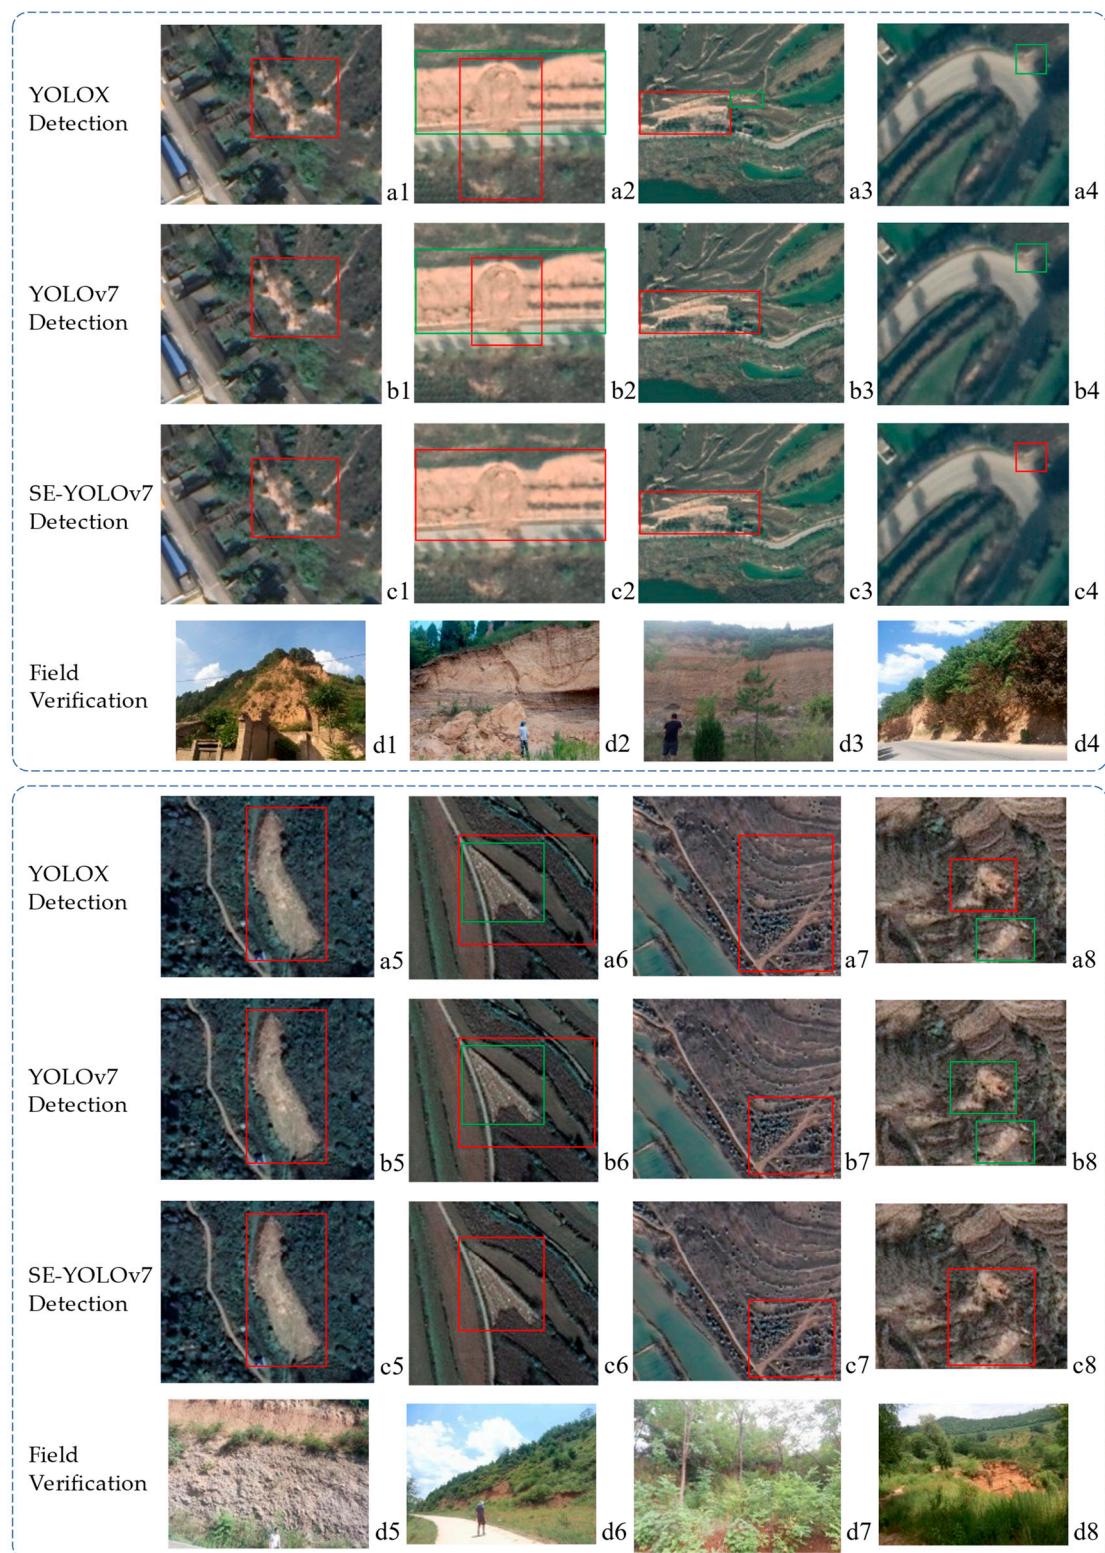 YOLOX
Detection
a1
a2
a3
a4
YOLOv7
Detection
b1
b2
b3
b4
SE-YOLOv7
Detection
c1
c2
c3
c4
Field
Verification
d1
d2
d3
d4
YOLOX
Detection
a5
a6
a7
a8
YOLOv7
Detection
b5
b6
b7
b8
SE-YOLOv7
Detection
c5
c6
c7
c8
Field
Verification
d5
d6
d7
d8